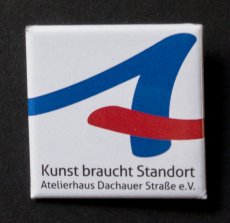 Kunst braucht Standort
Atelierhaus Dachauer Straße e.V.